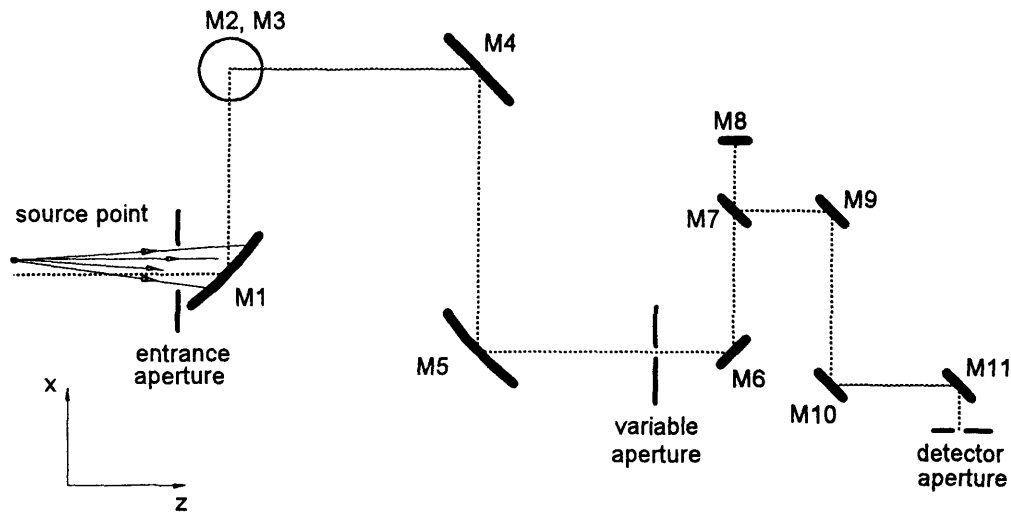 M2, M3
M4
M8
source point
M7
M9
M1
entrance
aperture
M5
M6
M11
M10
x
variable
aperture
detector
aperture
z